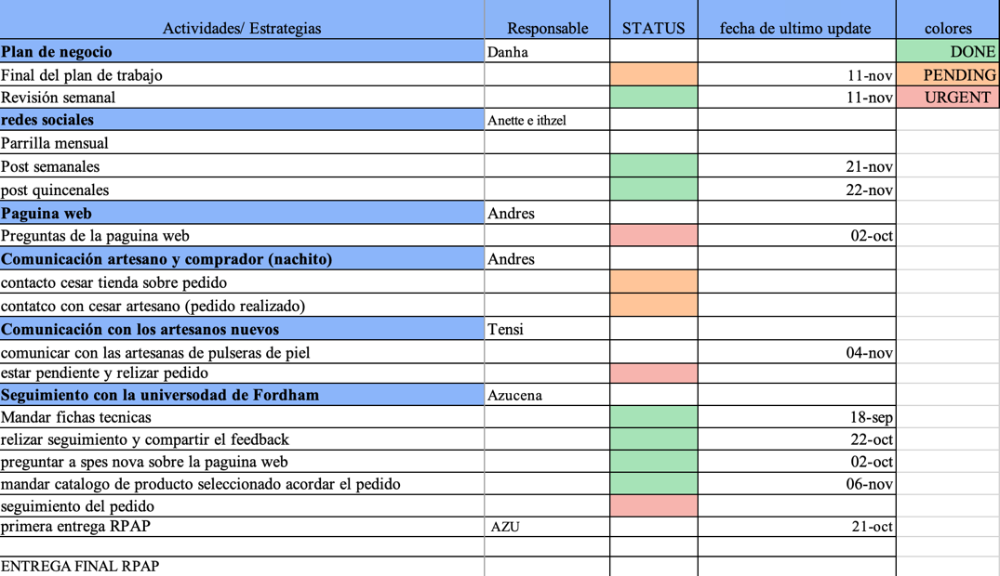 Actividades/ Estrategias Responsable STATUS fecha de ultimo update colores
Plan de negocio Danha DONE
Final del plan de trabajo 11-nov PENDING
Revisión semanal 11-nov URGENT
redes sociales Anette e ithzel
Parrilla mensual
Post semanales 21-nov
post quincenales 22-nov
Paguina web Andres
Preguntas de la paguina web 02-oct
Comunicación artesano y comprador (nachito) Andres
contacto cesar tienda sobre pedido
contatco con cesar artesano (pedido realizado)
Comunicación con los artesanos nuevos Tensi
comunicar con las artesanas de pulseras de piel 04-nov
estar pendiente y relizar pedido
Seguimiento con la universodad de Fordham Azucena
Mandar fichas tecnicas 18-sep
relizar seguimiento y compartir el feedback 22-oct
preguntar a spes nova sobre la paguina web 02-oct
mandar catalogo de producto seleccionado acordar el pedido 06-nov
seguimiento del pedido
primera entrega RPAP AZU 21-oct
ENTREGA FINAL RPAP